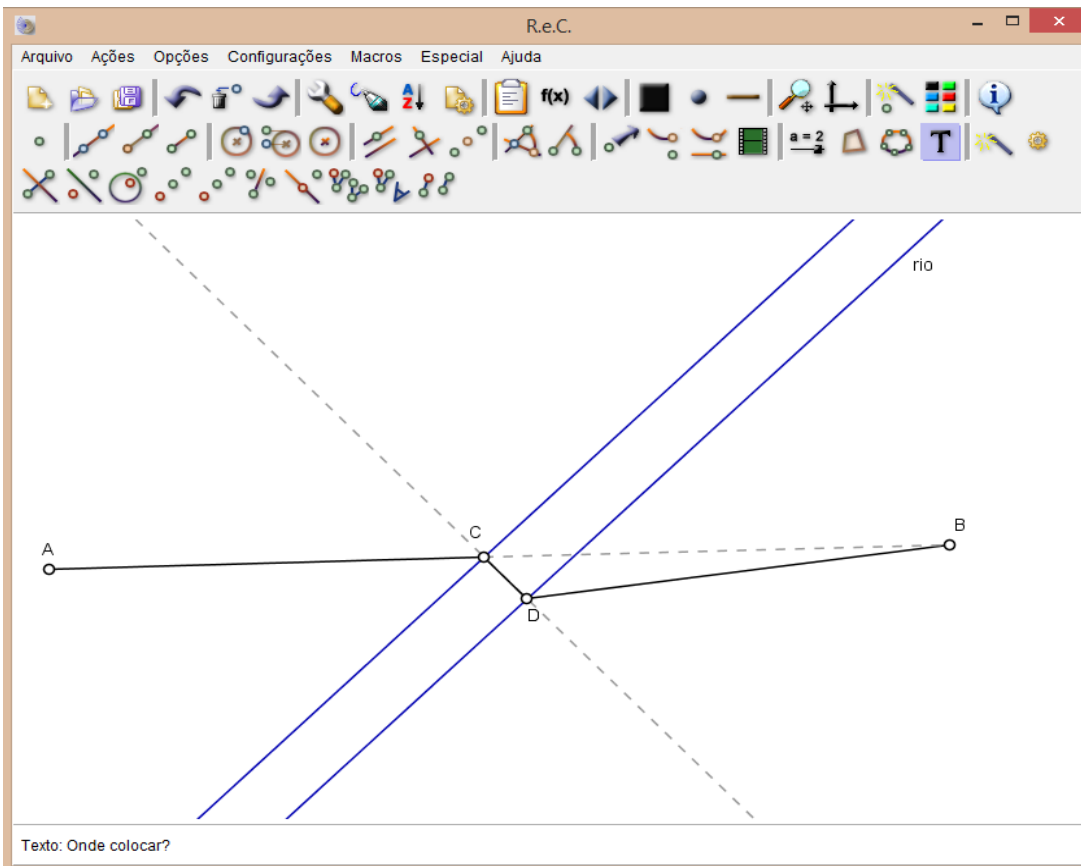 R.e.C.
Arquivo Ações Opções Configurações Macros Especial Ajuda
A Z f(x) i
a = 2 T
rio
C
B
A
D
Texto: Onde colocar?